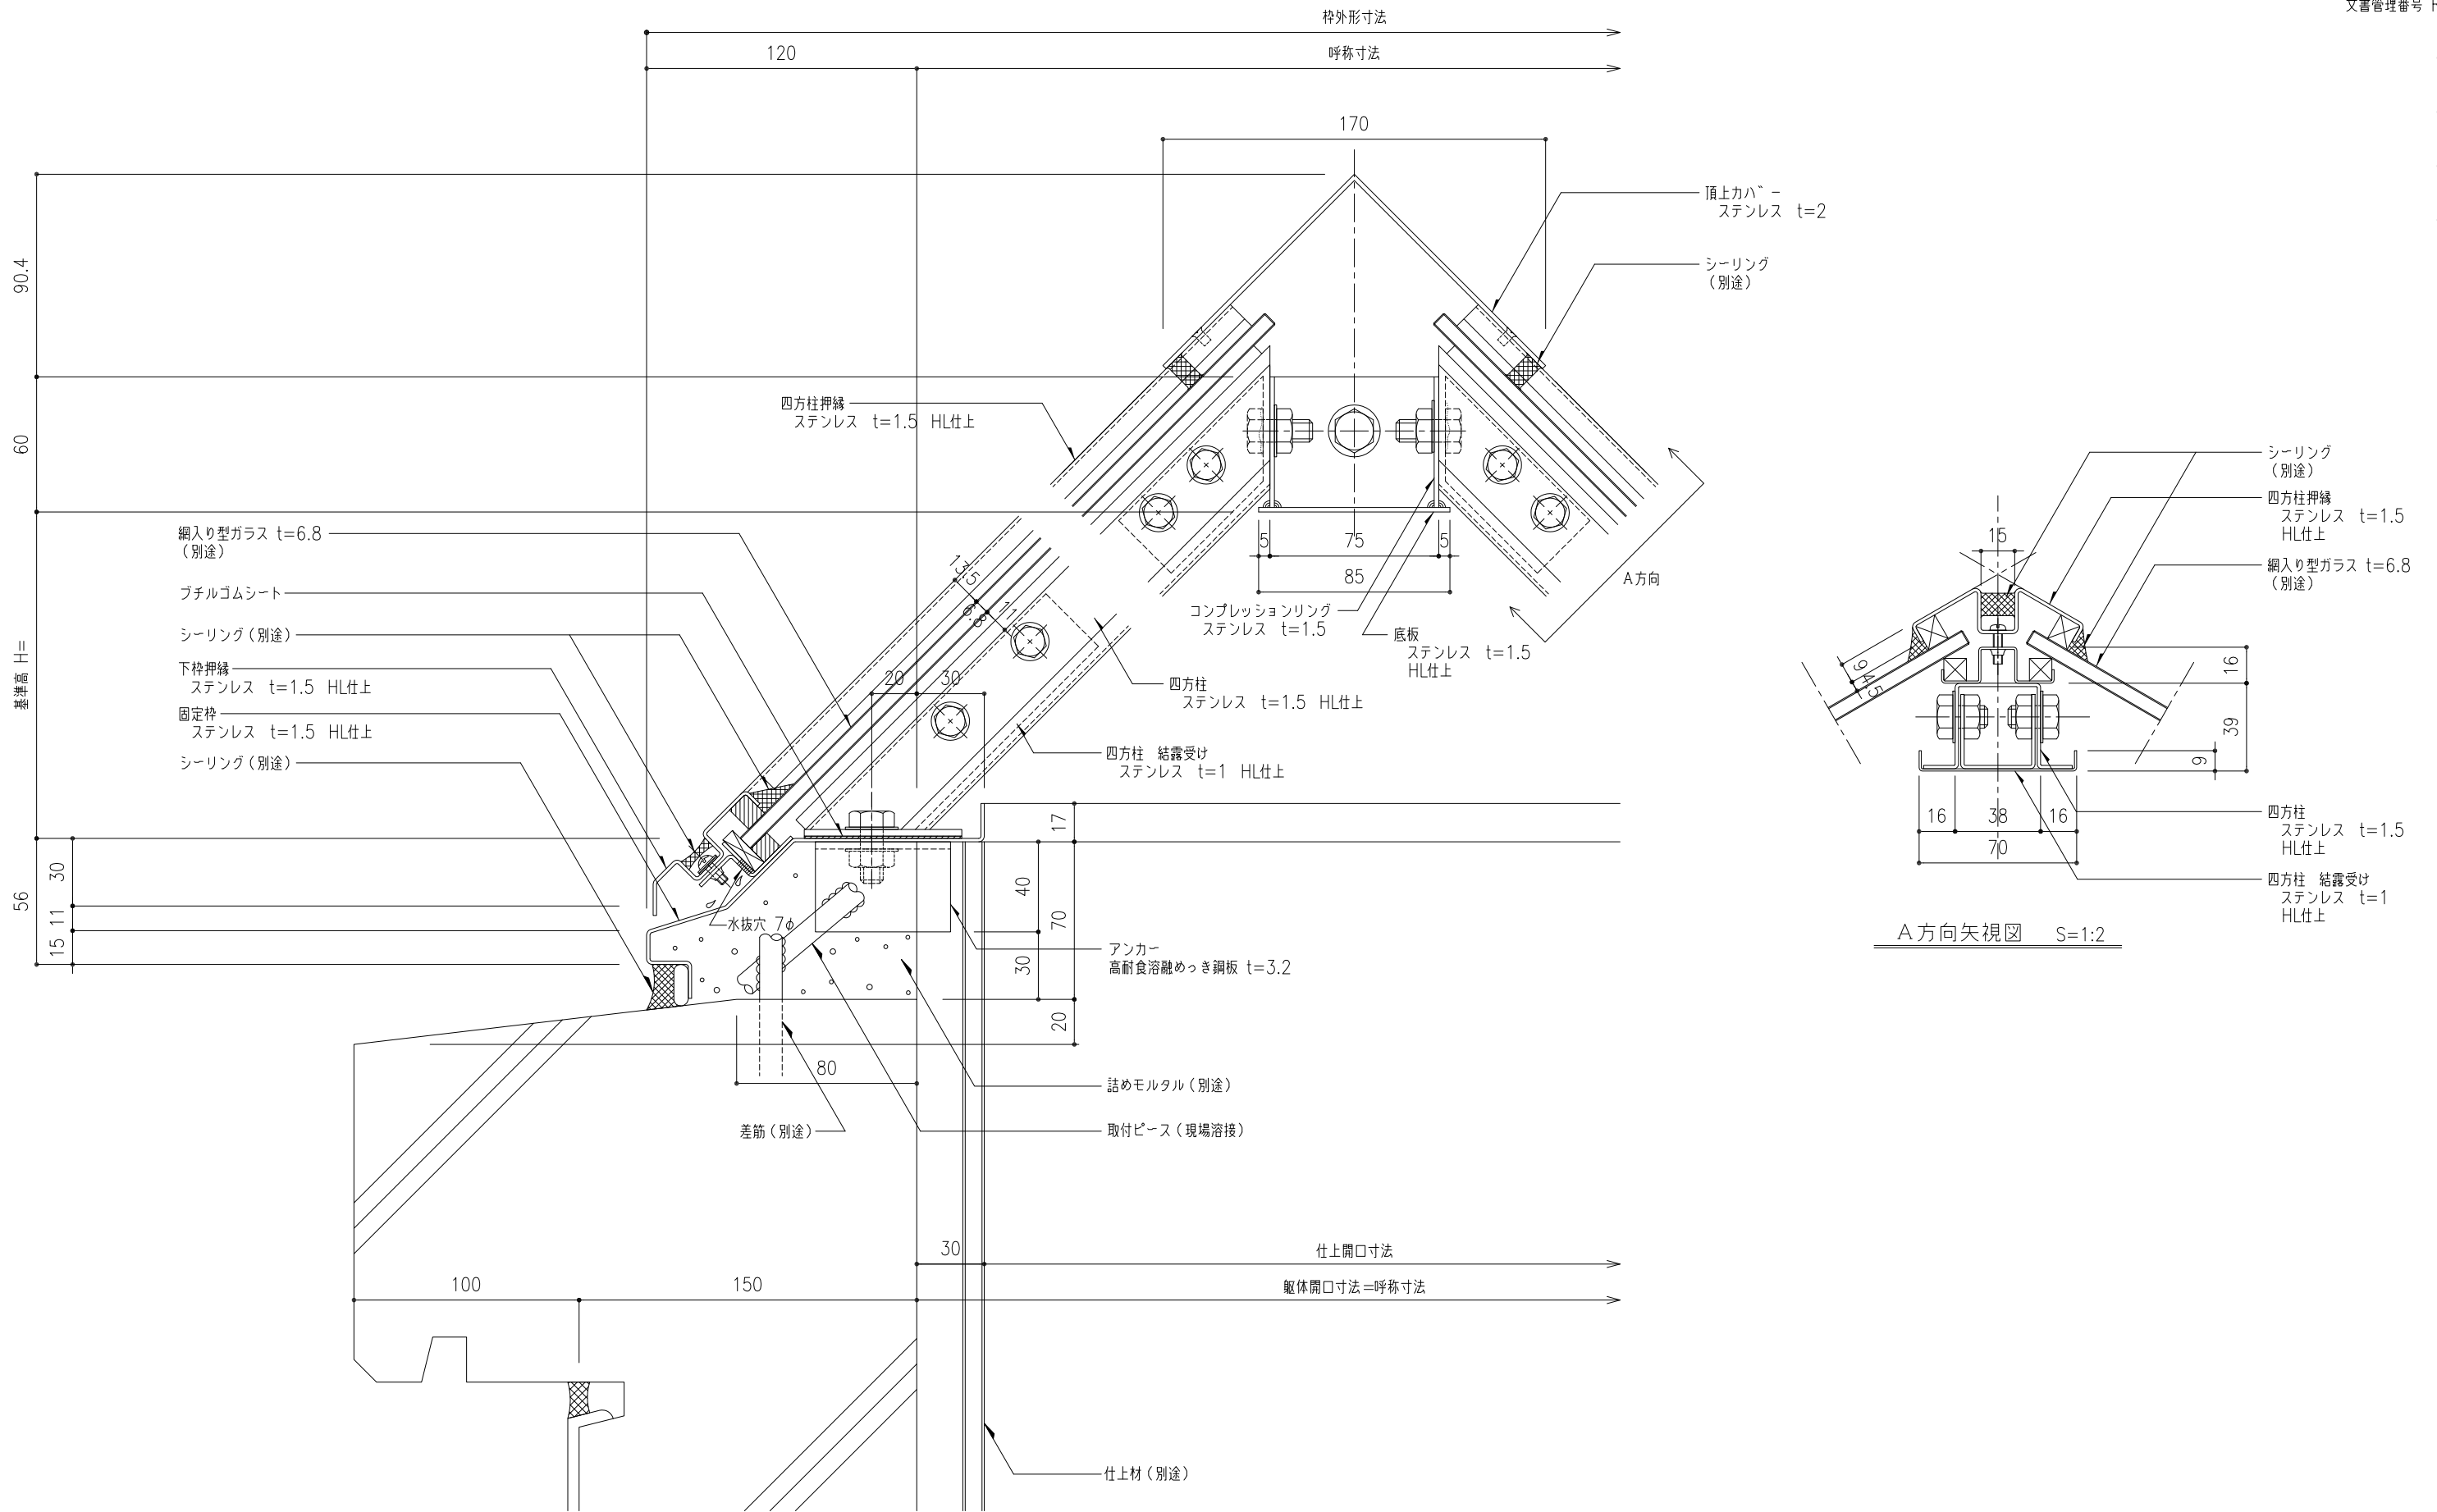 文書管理番号
枠外形寸法
120
呼称寸法
170
頂上カバー
ステンレス t=2
シーリング
(別途)
90.4
60
基準高 H=
56
30
11
15
四方柱押縁
ステンレス t=1.5 HL仕上
網入り型ガラス t=6.8
(別途)
ブチルゴムシート
シーリング(別途)
下枠押縁
ステンレス t=1.5 HL仕上
固定枠
ステンレス t=1.5 HL仕上
シーリング(別途)
13.5
6.8
11
20
30
5
75
5
85
A方向
コンプレッションリング
ステンレス t=1.5
底板
ステンレス t=1.5
HL仕上
四方柱
ステンレス t=1.5 HL仕上
四方柱 結露受け
ステンレス t=1 HL仕上
17
40
70
30
20
水抜穴 7φ
アンカー
高耐食溶融めっき鋼板 t=3.2
80
詰めモルタル(別途)
差筋(別途)
取付ピース(現場溶接)
30
仕上開口寸法
100
150
躯体開口寸法=呼称寸法
仕上材(別途)
シーリング
(別途)
四方柱押縁
ステンレス t=1.5
HL仕上
15
網入り型ガラス t=6.8
(別途)
9
4.5
16
39
9
16
38
16
70
四方柱
ステンレス t=1.5
HL仕上
四方柱 結露受け
ステンレス t=1
HL仕上
A方向矢視図 S=1:2